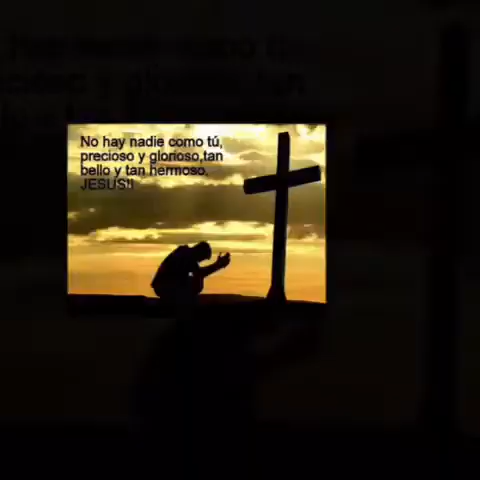 No hay nadie como tú,
precioso y glorioso,tan
bello y tan hermoso.
JESUS!!